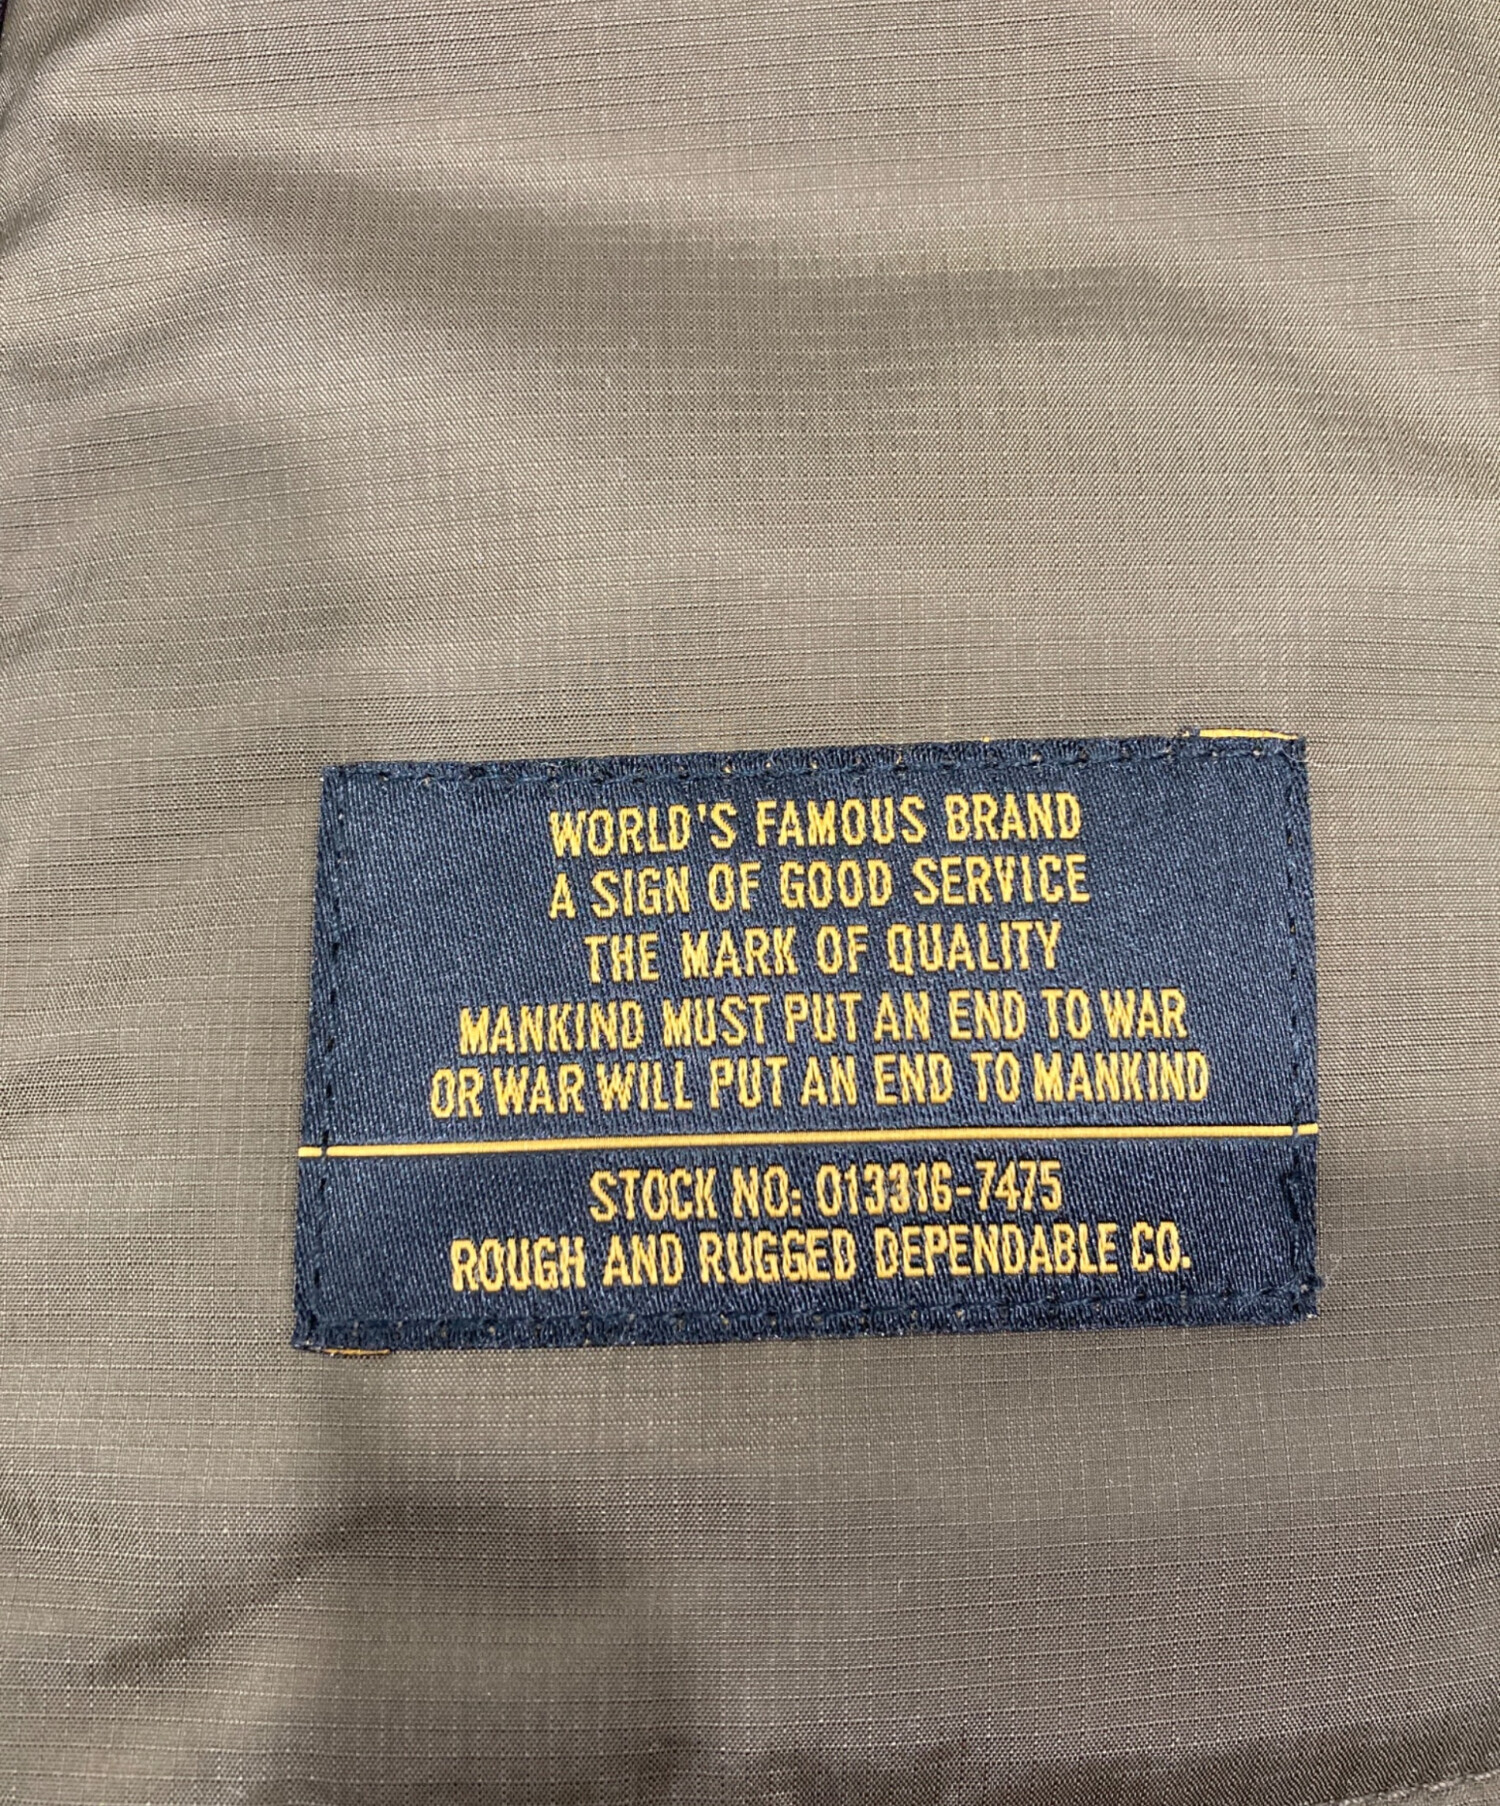 WORLD'S FAMOUS BRAND
A SIGN OF GOOD SERVICE
THE MARK OF QUALITY
MANKIND MUST PUT AN END TO WAR
OR WAR WILL PUT AN END TO MANKIND
STOCK NO: 013316-7475
ROUGH AND RUGGED DEPENDABLE CO.